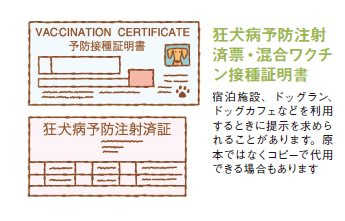 VACCINATION CERTIFICATE
予防接種証明書
狂犬病予防注射済証
狂犬病予防注射
済票・混合ワクチ
ン接種証明書
宿泊施設、ドッグラン、
ドッグカフェなどを利用
するときに提示を求めら
れることがあります。原
本ではなくコピーで代用
できる場合もあります